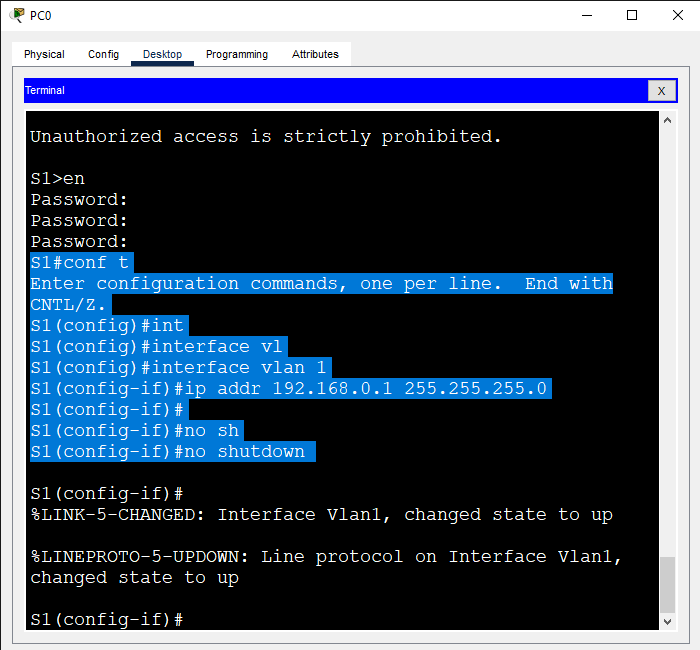 PC0
Physical Config Desktop Programming Attributes
Terminal X
Unauthorized access is strictly prohibited.
S1>en
Password:
Password:
Password:
S1#conf t
Enter configuration commands, one per line.  End with
CNTL/Z.
S1(config)#int
S1(config)#interface vl
S1(config)#interface vlan 1
S1(config-if)#ip addr 192.168.0.1 255.255.255.0
S1(config-if)#
S1(config-if)#no sh
S1(config-if)#no shutdown
S1(config-if)#
%LINK-5-CHANGED: Interface Vlan1, changed state to up
%LINEPROTO-5-UPDOWN: Line protocol on Interface Vlan1,
changed state to up
S1(config-if)#